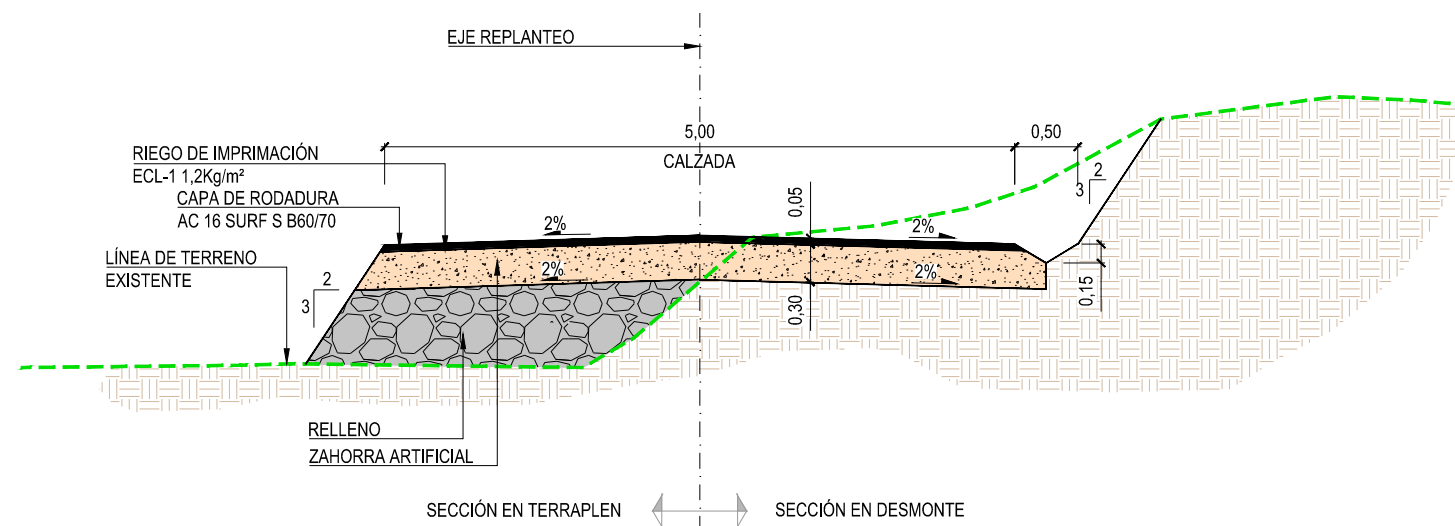 EJE REPLANTEO
5,00
0,50
CALZADA
RIEGO DE IMPRIMACIÓN
ECL-1 1,2Kg/m²
CAPA DE RODADURA
AC 16 SURF S B60/70
2%
0,05
2%
2
3
LÍNEA DE TERRENO
EXISTENTE
2
3
2%
2%
0,30
0,15
RELLENO
ZAHORRA ARTIFICIAL
SECCIÓN EN TERRAPLEN
SECCIÓN EN DESMONTE